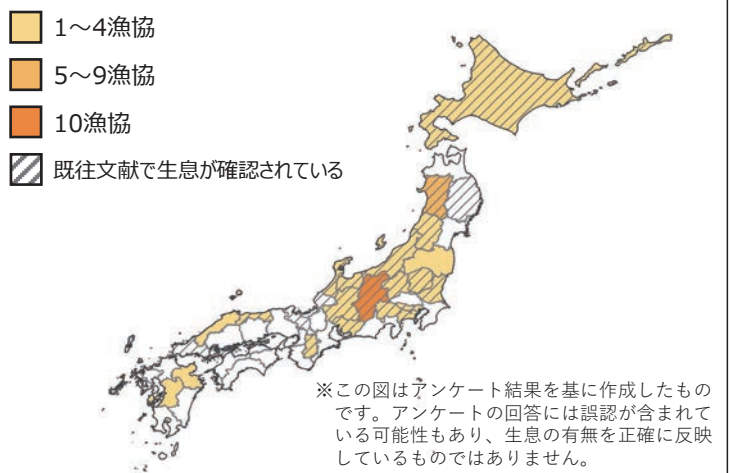 1～4漁協
5～9漁協
10漁協
既往文献で生息が確認されている
※この図はアンケート結果を基に作成したもの
です。アンケートの回答には誤認が含まれて
いる可能性もあり、生息の有無を正確に反映
しているものではありません。